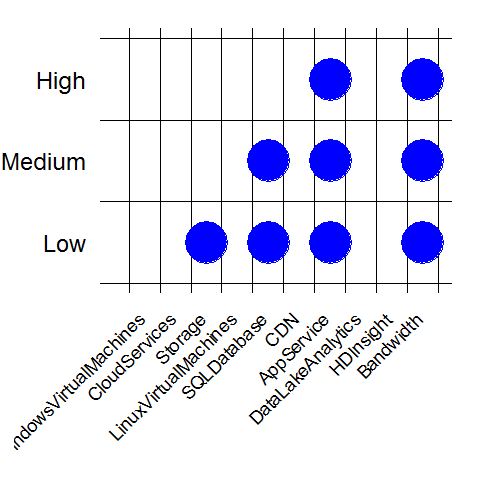 High
Medium
Low
ndowsVirtualMachines
CloudServices
Storage
LinuxVirtualMachines
SQLDatabase
CDN
AppService
DataLakeAnalytics
HDInsight
Bandwidth